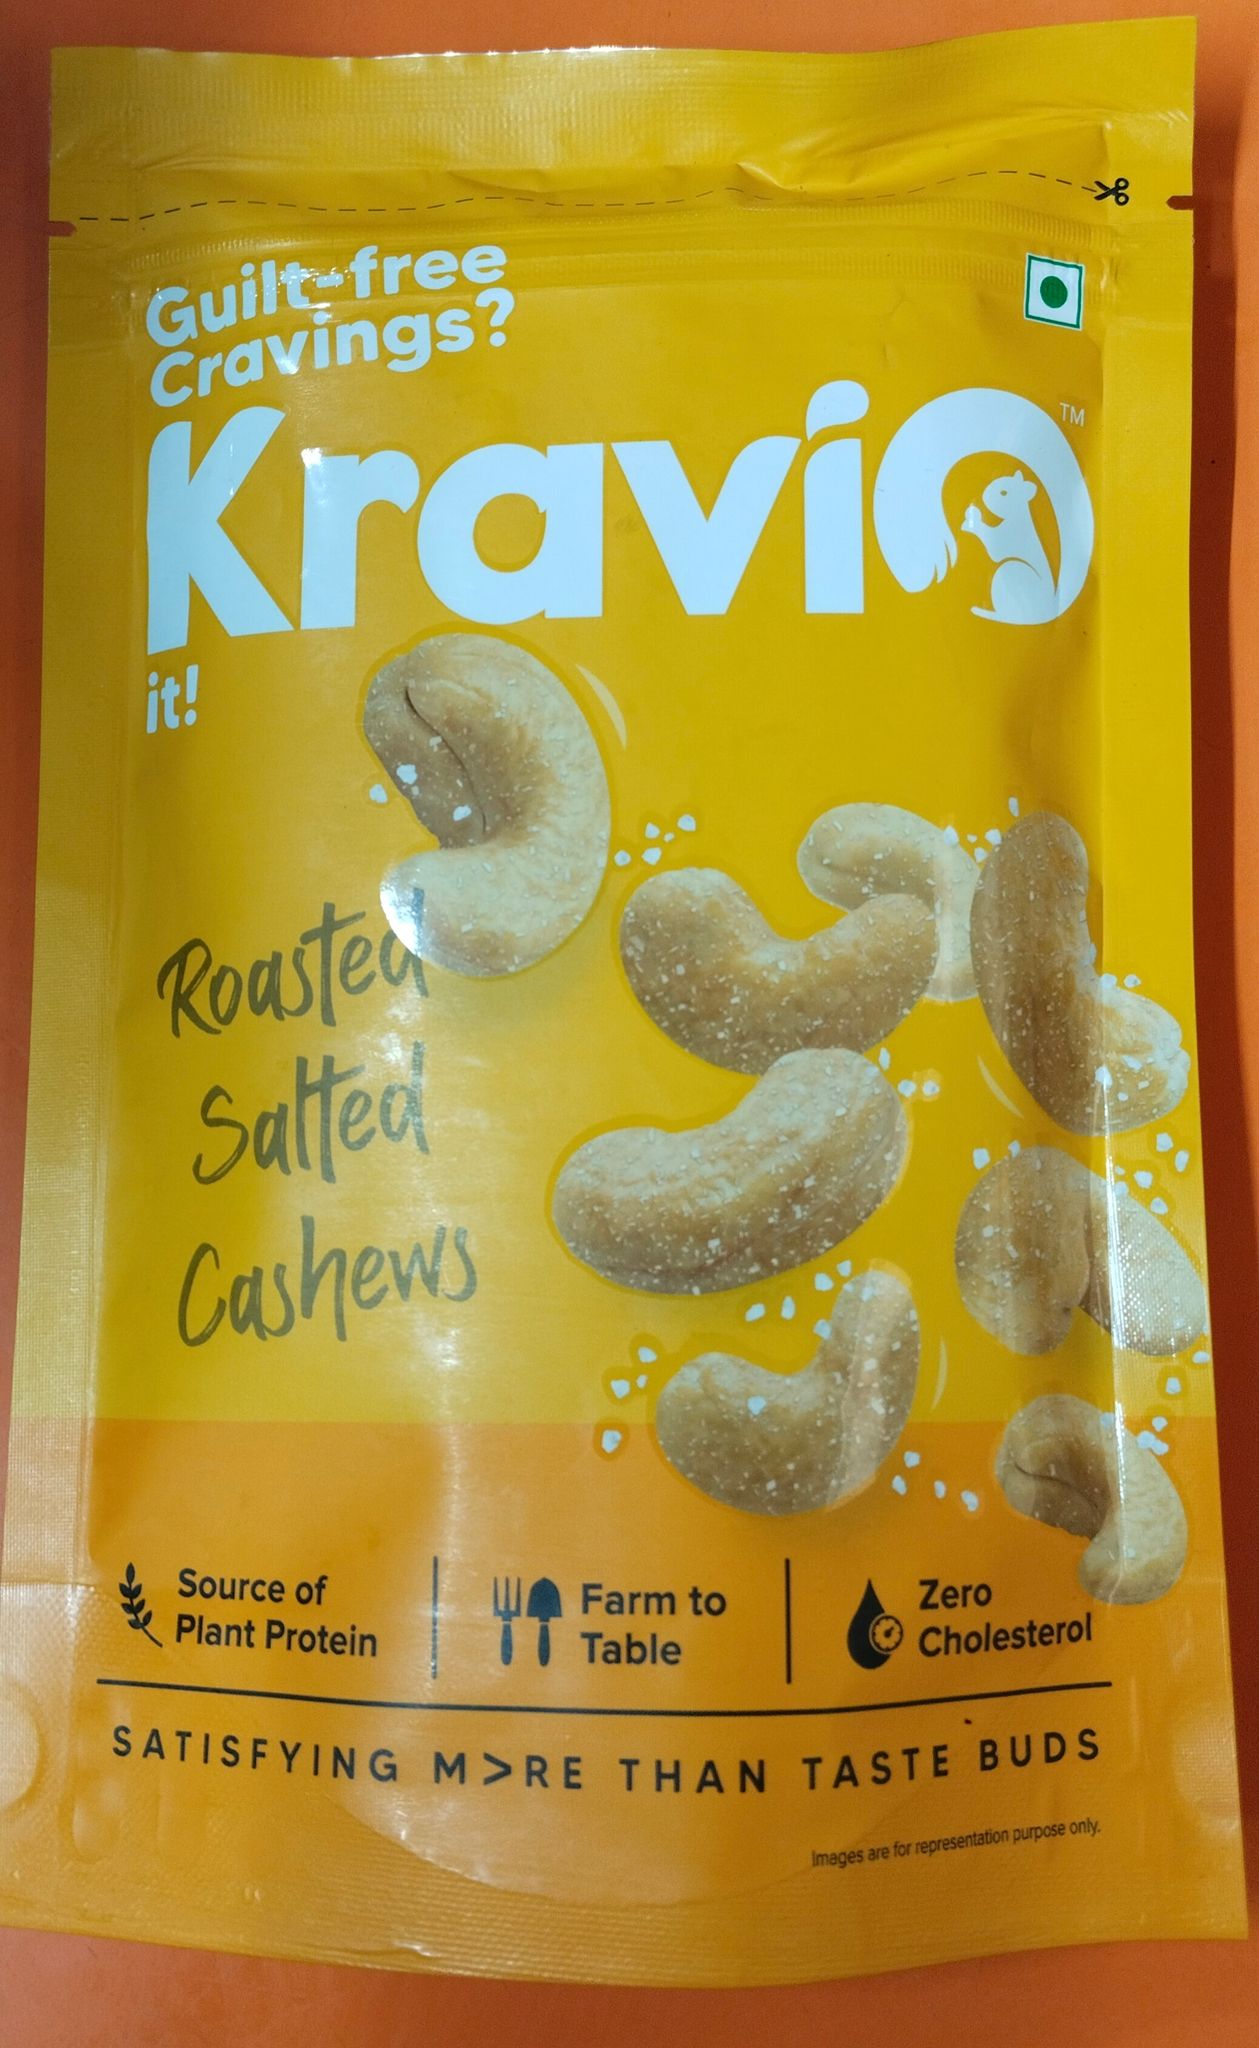 Guilt-free
Cravings?
Kravio
TM
it!
Roasted
Salted
Cashews
Source of
Plant Protein
Farm to
Table
Zero
Cholesterol
SATISFYING M>RE THAN TASTE BUDS
Images are for representation purpose only.